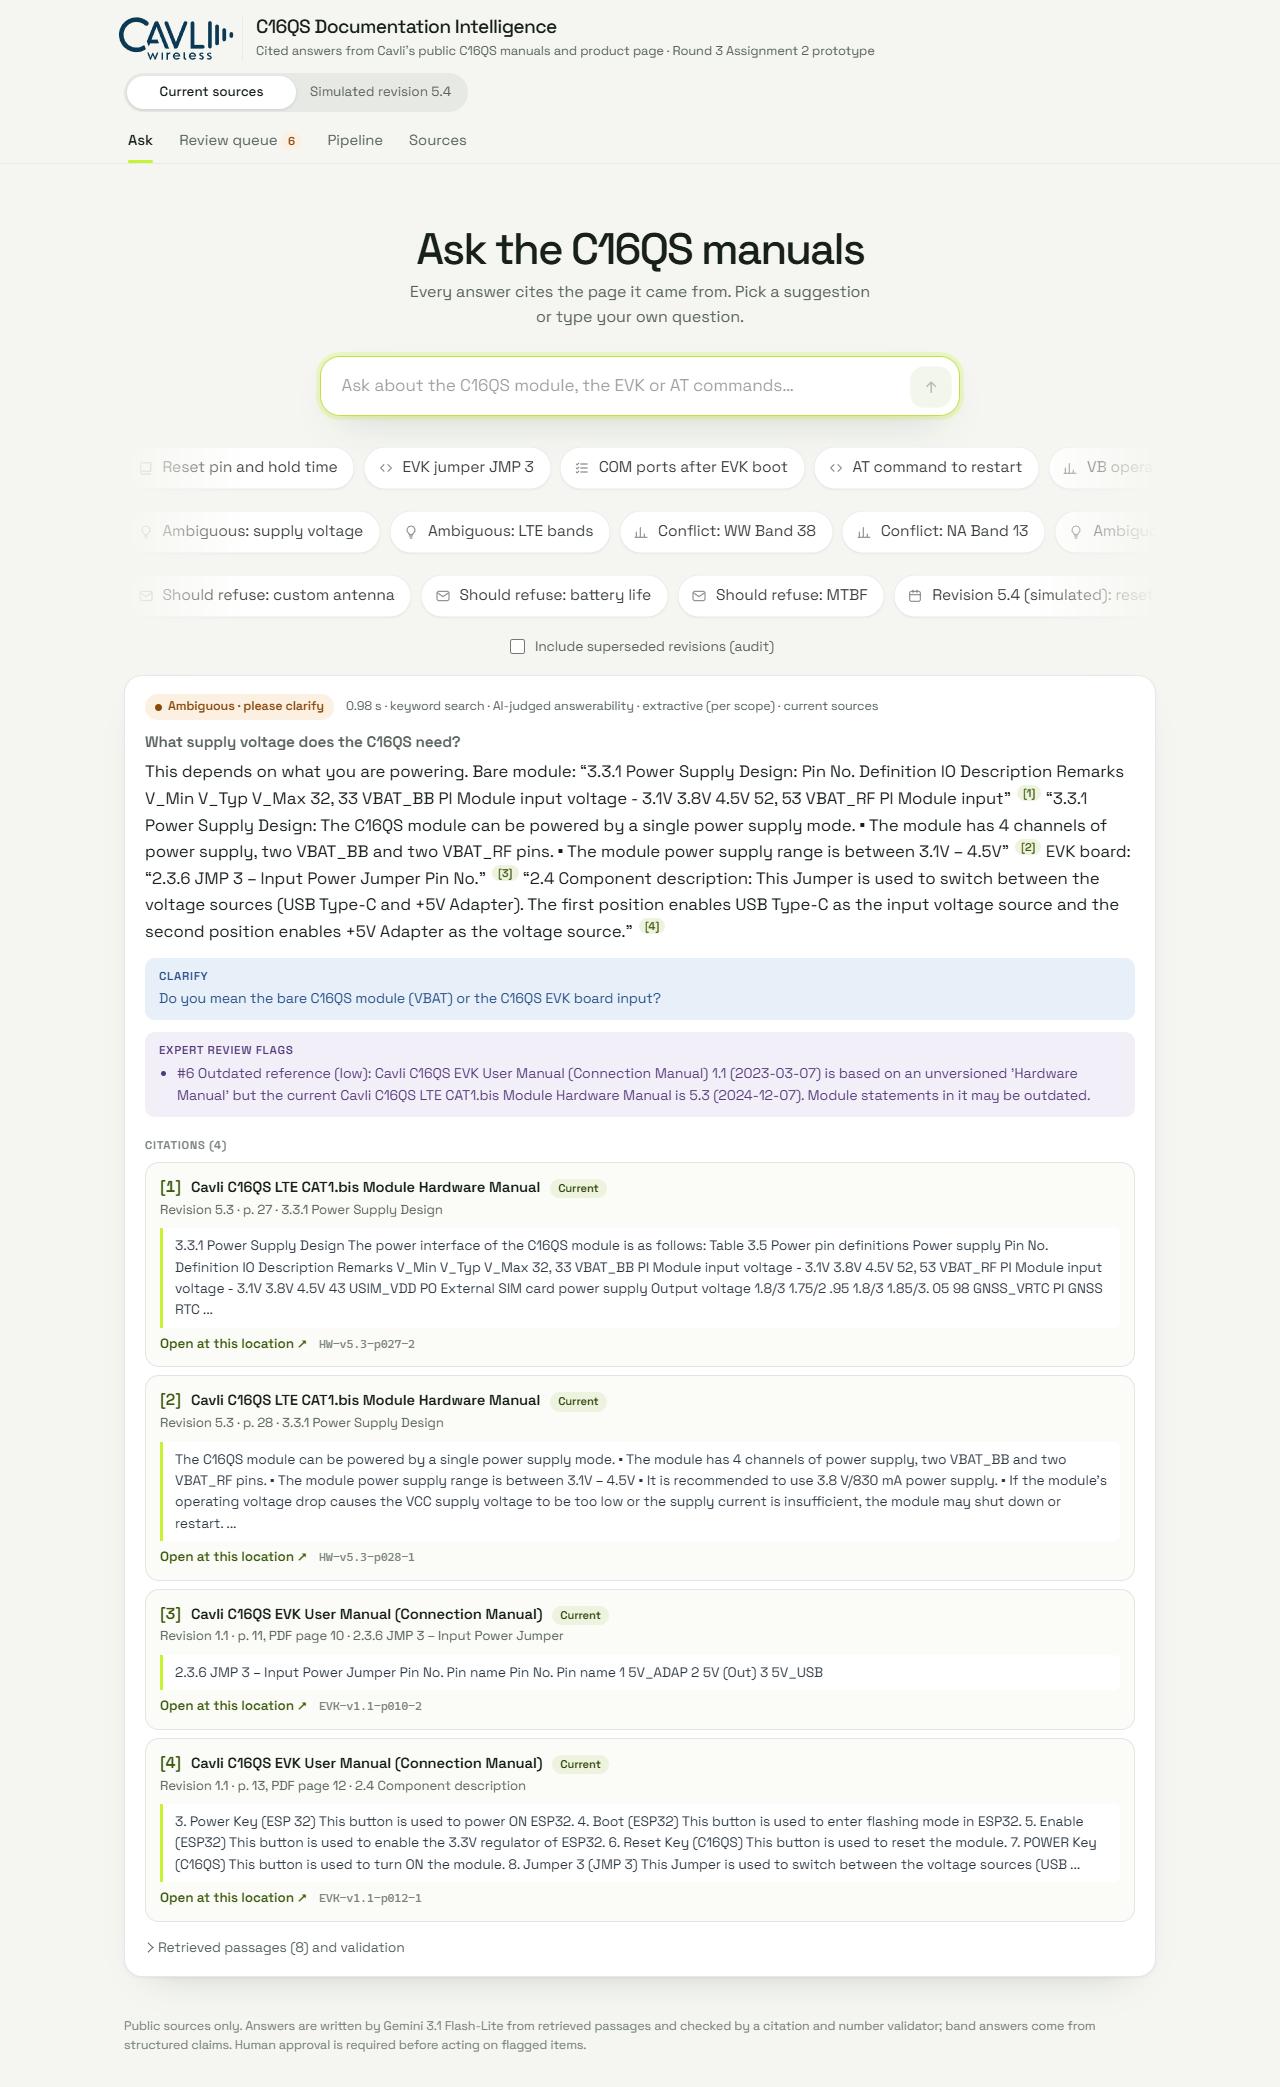 CAVLI
wireless
C16QS Documentation Intelligence
Cited answers from Cavli's public C16QS manuals and product page · Round 3 Assignment 2 prototype
Current sources
Simulated revision 5.4
Ask
Review queue 6
Pipeline
Sources
Ask the C16QS manuals
Every answer cites the page it came from. Pick a suggestion
or type your own question.
Ask about the C16QS module, the EVK or AT commands...
Reset pin and hold time
EVK jumper JMP 3
COM ports after EVK boot
AT command to restart
VB opera
Ambiguous: supply voltage
Ambiguous: LTE bands
Conflict: WW Band 38
Conflict: NA Band 13
Ambiguo
Should refuse: custom antenna
Should refuse: battery life
Should refuse: MTBF
Revision 5.4 (simulated): reset
Include superseded revisions (audit)
Ambiguous · please clarify
0.98 s · keyword search · AI-judged answerability · extractive (per scope) · current sources
What supply voltage does the C16QS need?
This depends on what you are powering. Bare module: “3.3.1 Power Supply Design: Pin No. Definition IO Description Remarks
V_Min V_Typ V_Max 32, 33 VBAT_BB PI Module input voltage - 3.1V 3.8V 4.5V 52, 53 VBAT_RF PI Module input” [1] “3.3.1
Power Supply Design: The C16QS module can be powered by a single power supply mode. ▪ The module has 4 channels of
power supply, two VBAT_BB and two VBAT_RF pins. ▪ The module power supply range is between 3.1V – 4.5V” [2] EVK board:
“2.3.6 JMP 3 – Input Power Jumper Pin No.” [3] “2.4 Component description: This Jumper is used to switch between the
voltage sources (USB Type-C and +5V Adapter). The first position enables USB Type-C as the input voltage source and the
second position enables +5V Adapter as the voltage source.” [4]
CLARIFY
Do you mean the bare C16QS module (VBAT) or the C16QS EVK board input?
EXPERT REVIEW FLAGS
• #6 Outdated reference (low): Cavli C16QS EVK User Manual (Connection Manual) 1.1 (2023-03-07) is based on an unversioned 'Hardware
Manual' but the current Cavli C16QS LTE CAT1.bis Module Hardware Manual is 5.3 (2024-12-07). Module statements in it may be outdated.
CITATIONS (4)
[1] Cavli C16QS LTE CAT1.bis Module Hardware Manual Current
Revision 5.3 · p. 27 · 3.3.1 Power Supply Design
3.3.1 Power Supply Design The power interface of the C16QS module is as follows: Table 3.5 Power pin definitions Power supply Pin No.
Definition IO Description Remarks V_Min V_Typ V_Max 32, 33 VBAT_BB PI Module input voltage - 3.1V 3.8V 4.5V 52, 53 VBAT_RF PI Module input
voltage - 3.1V 3.8V 4.5V 43 USIM_VDD PO External SIM card power supply Output voltage 1.8/3 1.75/2 .95 1.8/3 1.85/3. 05 98 GNSS_VRTC PI GNSS
RTC ...
Open at this location ↗ HW-v5.3-p027-2
[2] Cavli C16QS LTE CAT1.bis Module Hardware Manual Current
Revision 5.3 · p. 28 · 3.3.1 Power Supply Design
The C16QS module can be powered by a single power supply mode. ▪ The module has 4 channels of power supply, two VBAT_BB and two
VBAT_RF pins. ▪ The module power supply range is between 3.1V – 4.5V ▪ It is recommended to use 3.8 V/830 mA power supply. ▪ If the module's
operating voltage drop causes the VCC supply voltage to be too low or the supply current is insufficient, the module may shut down or
restart. ...
Open at this location ↗ HW-v5.3-p028-1
[3] Cavli C16QS EVK User Manual (Connection Manual) Current
Revision 1.1 · p. 11, PDF page 10 · 2.3.6 JMP 3 – Input Power Jumper
2.3.6 JMP 3 – Input Power Jumper Pin No. Pin name Pin No. Pin name 1 5V_ADAP 2 5V (Out) 3 5V_USB
Open at this location ↗ EVK-v1.1-p010-2
[4] Cavli C16QS EVK User Manual (Connection Manual) Current
Revision 1.1 · p. 13, PDF page 12 · 2.4 Component description
3. Power Key (ESP 32) This button is used to power ON ESP32. 4. Boot (ESP32) This button is used to enter flashing mode in ESP32. 5. Enable
(ESP32) This button is used to enable the 3.3V regulator of ESP32. 6. Reset Key (C16QS) This button is used to reset the module. 7. POWER Key
(C16QS) This button is used to turn ON the module. 8. Jumper 3 (JMP 3) This Jumper is used to switch between the voltage sources (USB ...
Open at this location ↗ EVK-v1.1-p012-1
Retrieved passages (8) and validation
Public sources only. Answers are written by Gemini 3.1 Flash-Lite from retrieved passages and checked by a citation and number validator; band answers come from
structured claims. Human approval is required before acting on flagged items.